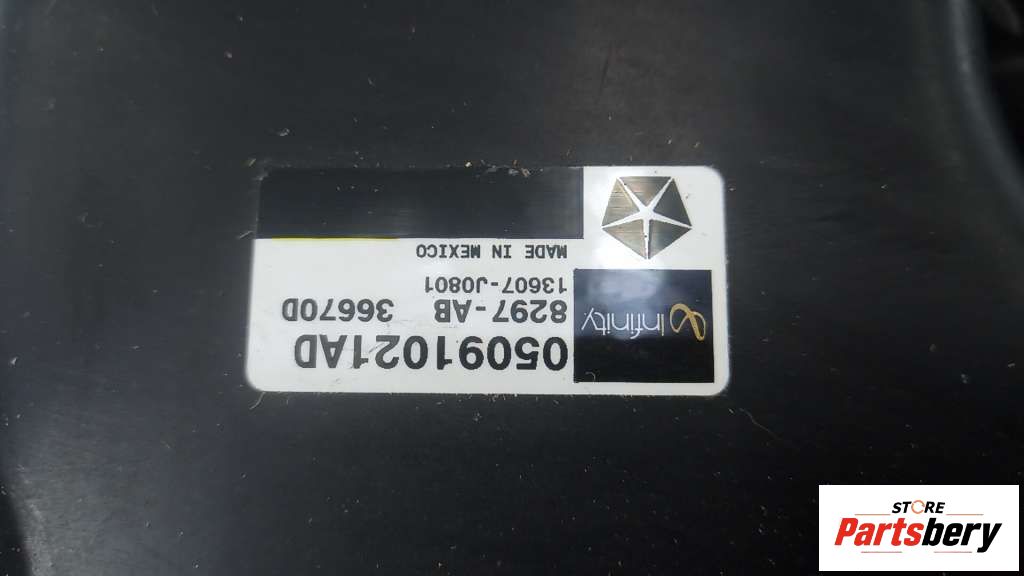 Infinity
05091021AD
8297-AB 36670D
13607-J0801
MADE IN MEXICO
STORE
Partsbery